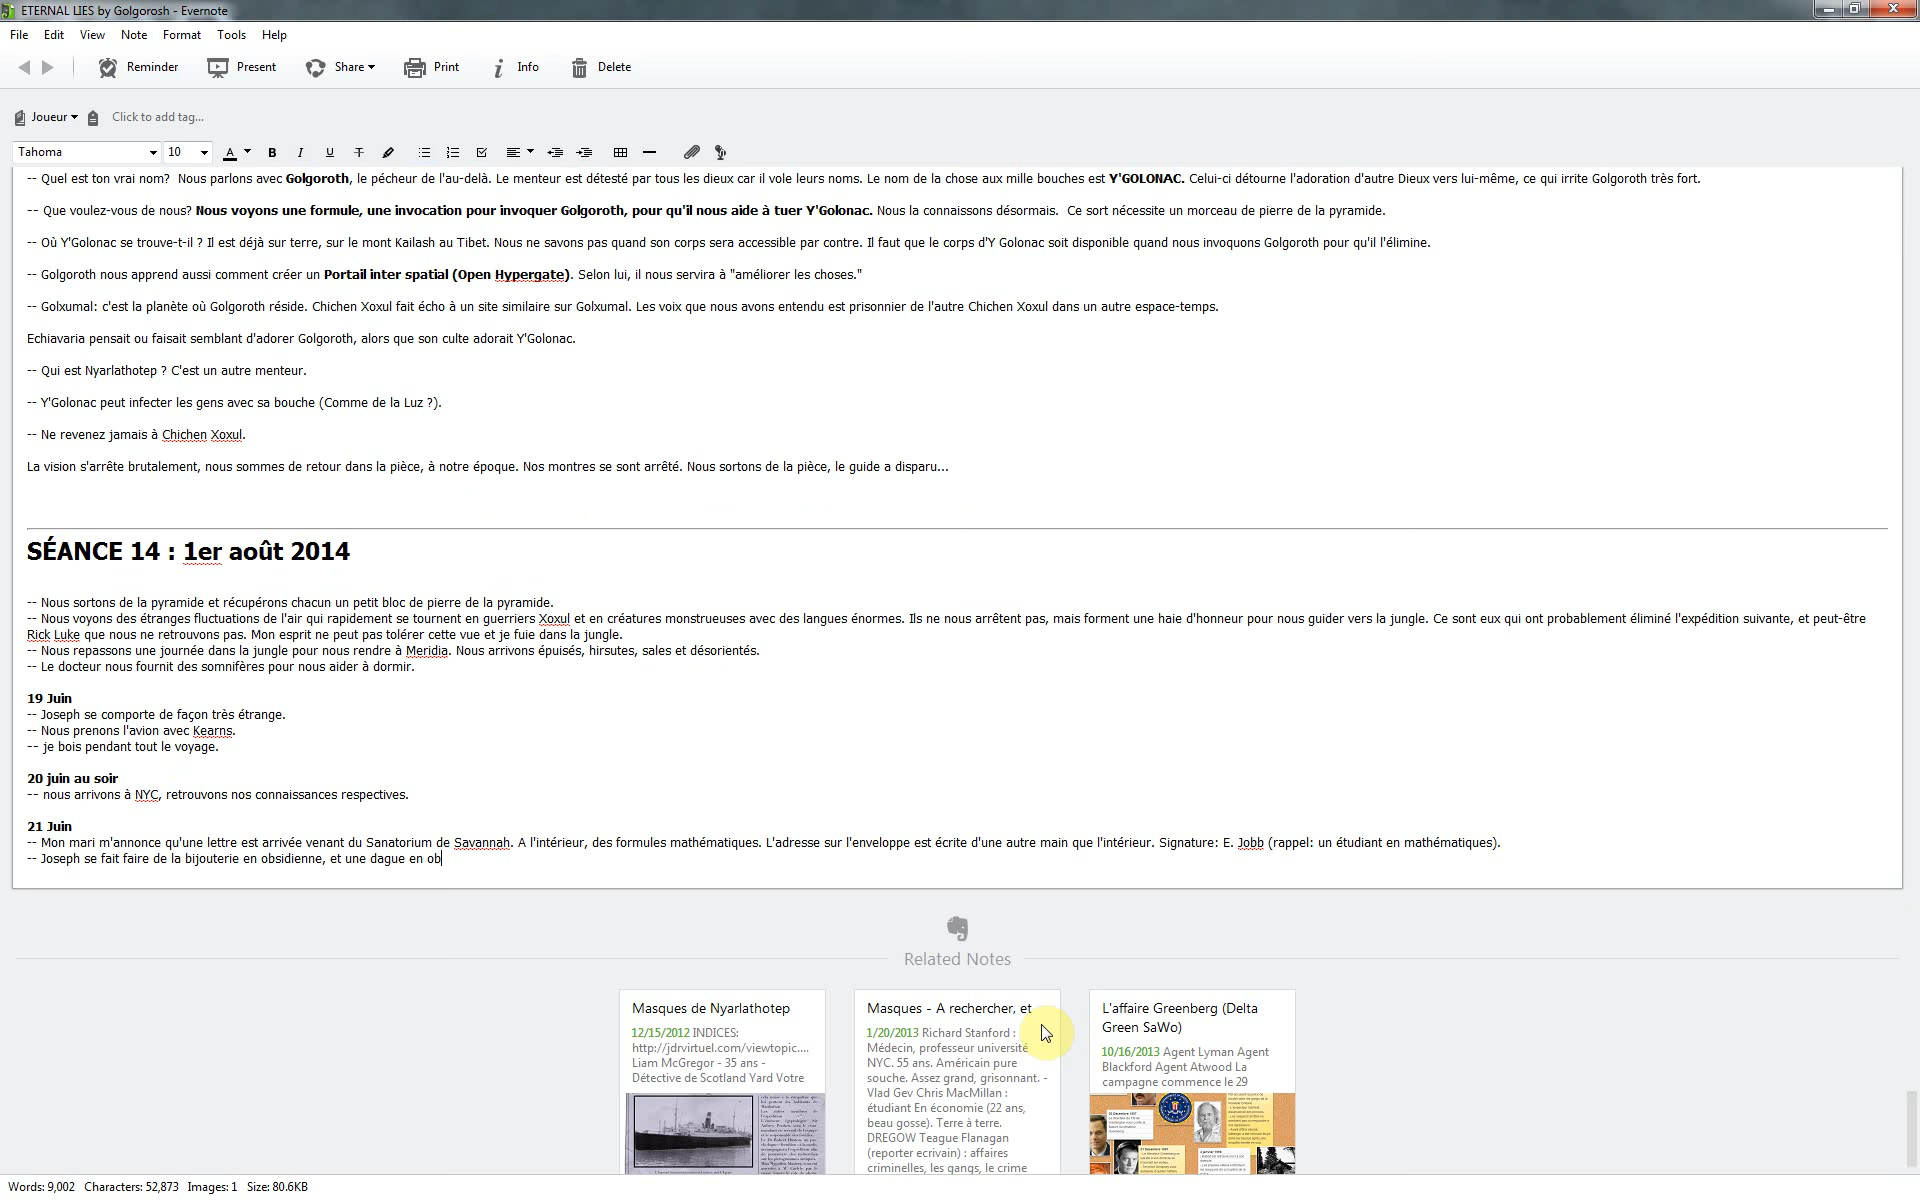 ETERNAL LIES by Golgorosh - Evernote
File Edit View Note Format Tools Help
Reminder Present Share Print Info Delete
Joueur Click to add tag...
Tahoma 10 A B I U T
-- Quel est ton vrai nom?  Nous parlons avec Golgoroth, le pécheur de l'au-delà. Le menteur est détesté par tous les dieux car il vole leurs noms. Le nom de la chose aux mille bouches est Y'GOLONAC. Celui-ci détourne l'adoration d'autre Dieux vers lui-même, ce qui irrite Golgoroth très fort.
-- Que voulez-vous de nous? Nous voyons une formule, une invocation pour invoquer Golgoroth, pour qu'il nous aide à tuer Y'Golonac. Nous la connaissons désormais.  Ce sort nécessite un morceau de pierre de la pyramide.
-- Où Y'Golonac se trouve-t-il ? Il est déjà sur terre, sur le mont Kailash au Tibet. Nous ne savons pas quand son corps sera accessible par contre. Il faut que le corps d'Y Golonac soit disponible quand nous invoquons Golgoroth pour qu'il l'élimine.
-- Golgoroth nous apprend aussi comment créer un Portail inter spatial (Open Hypergate). Selon lui, il nous servira à "améliorer les choses."
-- Golxumal: c'est la planète où Golgoroth réside. Chichen Xoxul fait écho à un site similaire sur Golxumal. Les voix que nous avons entendu est prisonnier de l'autre Chichen Xoxul dans un autre espace-temps.
Echiavaria pensait ou faisait semblant d'adorer Golgoroth, alors que son culte adorait Y'Golonac.
-- Qui est Nyarlathotep ? C'est un autre menteur.
-- Y'Golonac peut infecter les gens avec sa bouche (Comme de la Luz ?).
-- Ne revenez jamais à Chichen Xoxul.
La vision s'arrête brutalement, nous sommes de retour dans la pièce, à notre époque. Nos montres se sont arrêté. Nous sortons de la pièce, le guide a disparu...
SÉANCE 14 : 1er août 2014
-- Nous sortons de la pyramide et récupérons chacun un petit bloc de pierre de la pyramide.
-- Nous voyons des étranges fluctuations de l'air qui rapidement se tournent en guerriers Xoxul et en créatures monstrueuses avec des langues énormes. Ils ne nous arrêtent pas, mais forment une haie d'honneur pour nous guider vers la jungle. Ce sont eux qui ont probablement éliminé l'expédition suivante, et peut-être
Rick Luke que nous ne retrouvons pas. Mon esprit ne peut pas tolérer cette vue et je fuie dans la jungle.
-- Nous repassons une journée dans la jungle pour nous rendre à Meridia. Nous arrivons épuisés, hirsutes, sales et désorientés.
-- Le docteur nous fournit des somnifères pour nous aider à dormir.
19 Juin
-- Joseph se comporte de façon très étrange.
-- Nous prenons l'avion avec Kearns.
-- je bois pendant tout le voyage.
20 juin au soir
-- nous arrivons à NYC, retrouvons nos connaissances respectives.
21 Juin
-- Mon mari m'annonce qu'une lettre est arrivée venant du Sanatorium de Savannah. A l'intérieur, des formules mathématiques. L'adresse sur l'enveloppe est écrite d'une autre main que l'intérieur. Signature: E. Jobb (rappel: un étudiant en mathématiques).
-- Joseph se fait faire de la bijouterie en obsidienne, et une dague en ob
Related Notes
Masques de Nyarlathotep
12/15/2012 INDICES:
http://jdrvirtuel.com/viewtopic....
Liam McGregor - 35 ans -
Détective de Scotland Yard Votre
Masques - A rechercher, et
1/20/2013 Richard Stanford :
Médecin, professeur université
NYC. 55 ans. Américain pure
souche. Assez grand, grisonnant. -
Vlad Gev Chris MacMillan :
étudiant En économie (22 ans,
beau gosse). Terre à terre.
DREGOW Teague Flanagan
(reporter ecrivain) : affaires
criminelles, les gangs, le crime
L'affaire Greenberg (Delta
Green SaWo)
10/16/2013 Agent Lyman Agent
Blackford Agent Atwood La
campagne commence le 29
Words: 9,002 Characters: 52,873 Images: 1 Size: 80.6KB